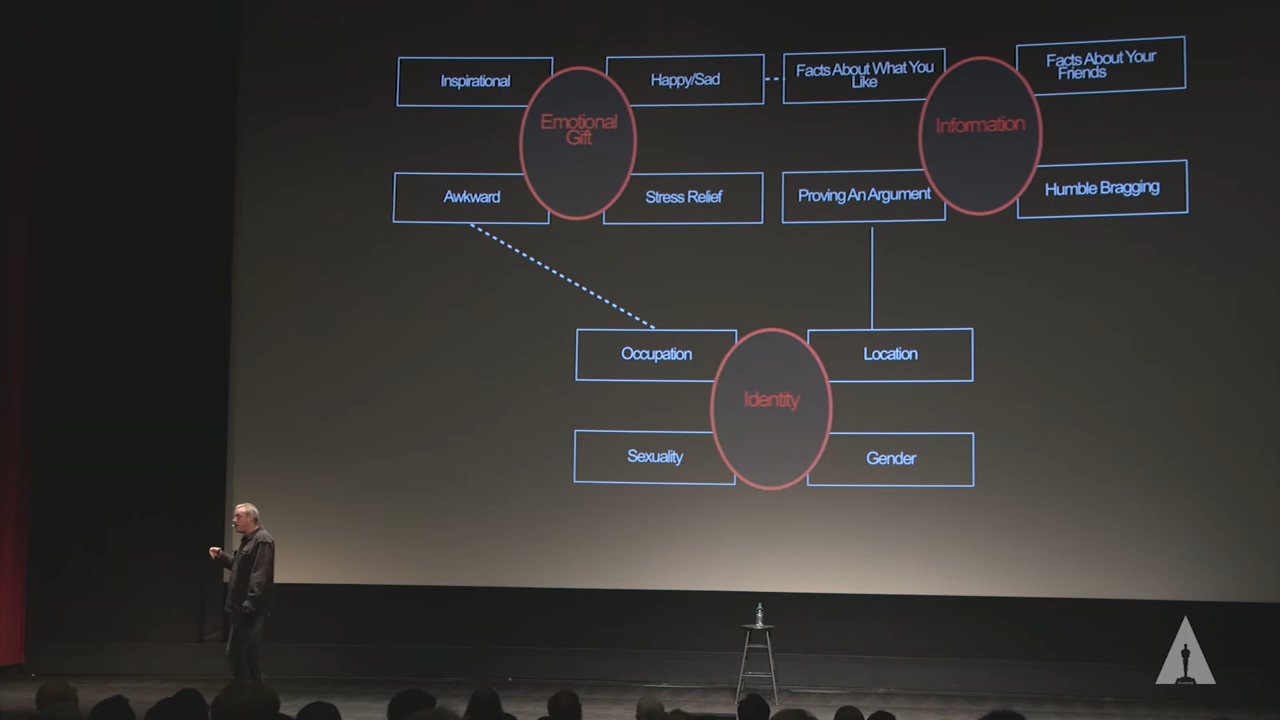 Inspirational
Happy/Sad
Facts About What You
Like
Facts About Your
Friends
Emotional
Gift
Information
Awkward
Stress Relief
Proving An Argument
Humble Bragging
Occupation
Location
Identity
Sexuality
Gender